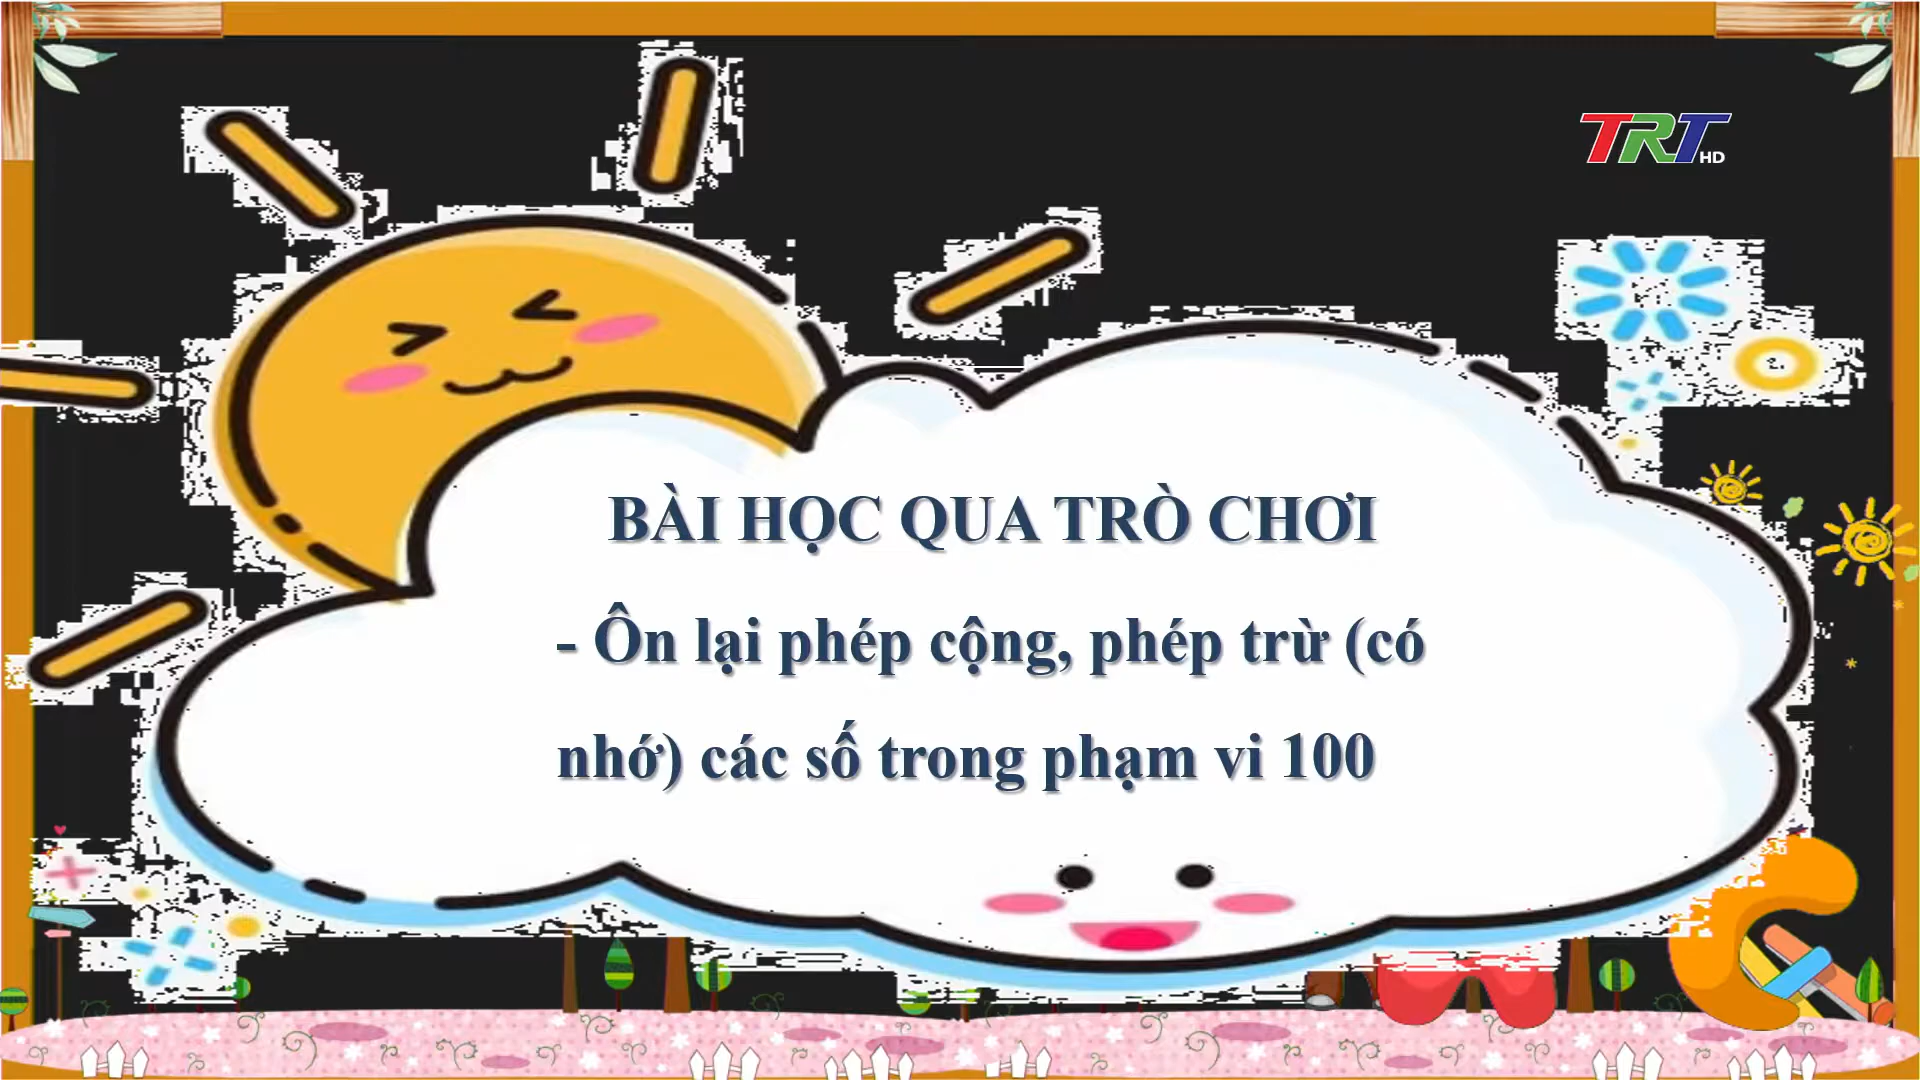 TRT HD
BÀI HỌC QUA TRÒ CHƠI
- Ôn lại phép cộng, phép trừ (có
nhớ) các số trong phạm vi 100